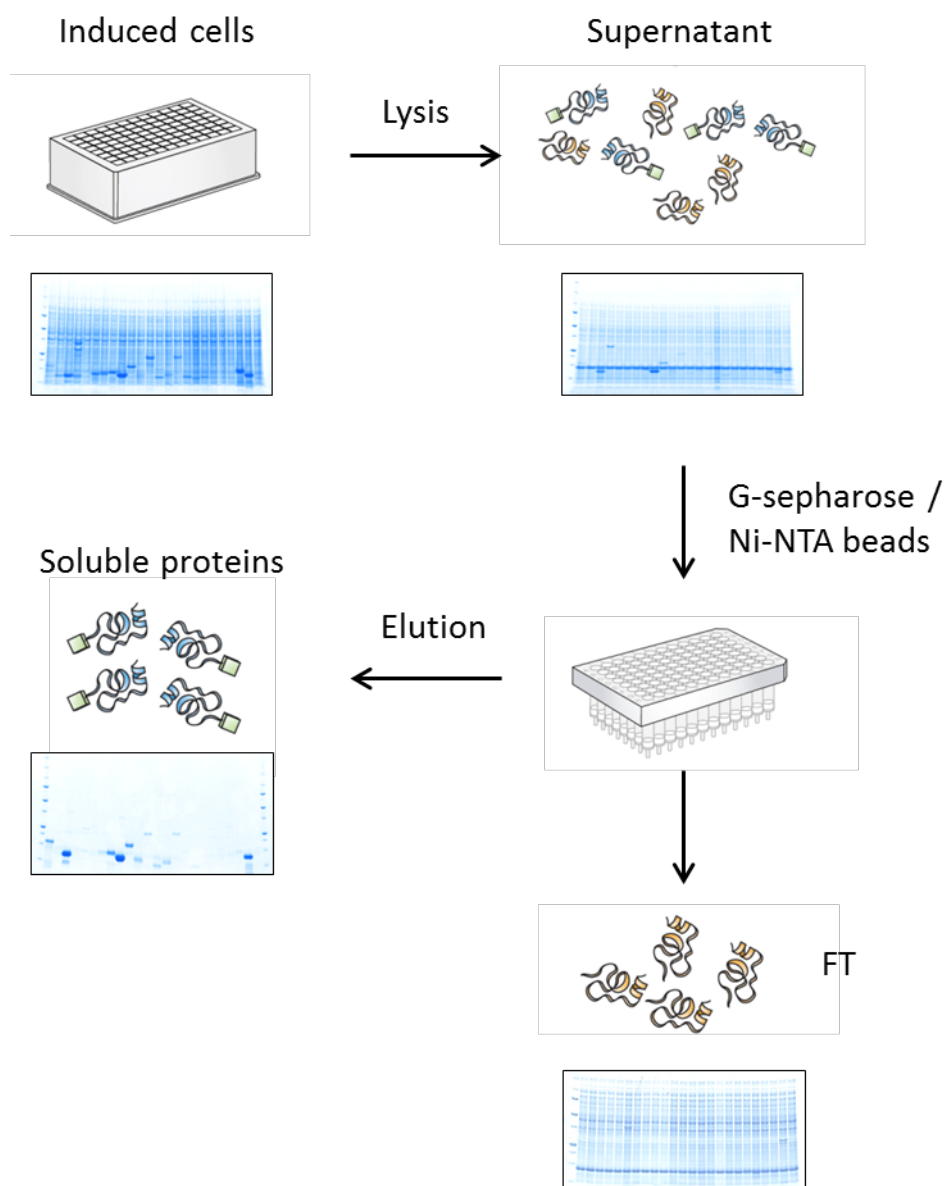 Induced cells
Supernatant
Lysis
G-sepharose /
Ni-NTA beads
Soluble proteins
Elution
FT